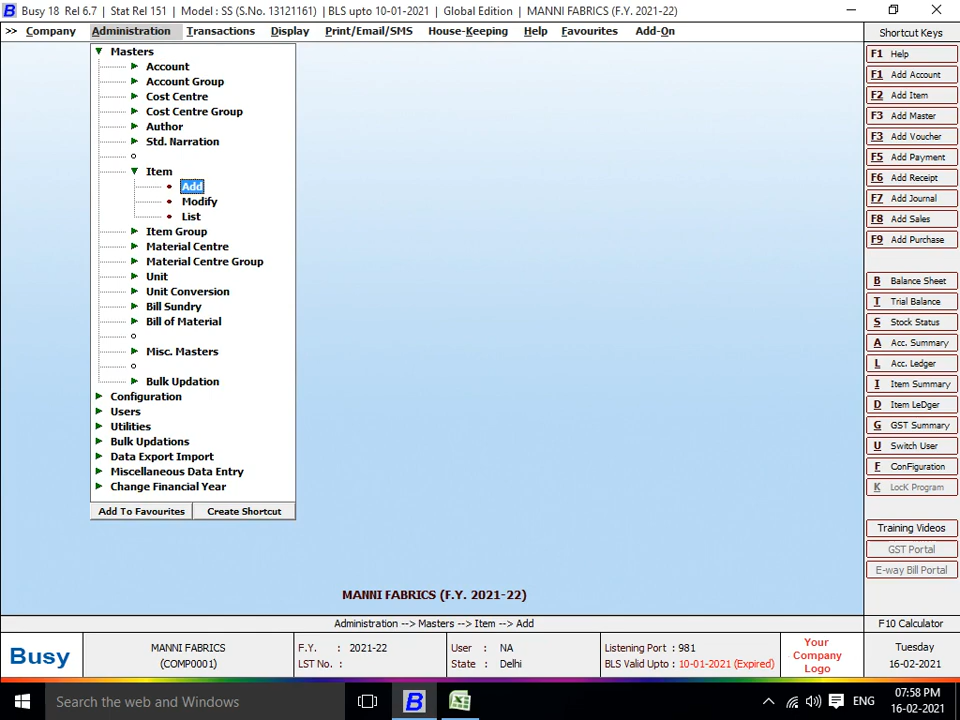 Busy 18 Rel 6.7 | Stat Rel 151 | Model : SS (S.No. 13121161) | BLS upto 10-01-2021 | Global Edition | MANNI FABRICS (F.Y. 2021-22)
>> Company Administration Transactions Display Print/Email/SMS House-Keeping Help Favourites Add-On
Masters
Account
Account Group
Cost Centre
Cost Centre Group
Author
Std. Narration
Item
Add
Modify
List
Item Group
Material Centre
Material Centre Group
Unit
Unit Conversion
Bill Sundry
Bill of Material
Misc. Masters
Bulk Updation
Configuration
Users
Utilities
Bulk Updations
Data Export Import
Miscellaneous Data Entry
Change Financial Year
Add To Favourites Create Shortcut
Shortcut Keys
F1 Help
F1 Add Account
F2 Add Item
F3 Add Master
F3 Add Voucher
F5 Add Payment
F6 Add Receipt
F7 Add Journal
F8 Add Sales
F9 Add Purchase
B Balance Sheet
T Trial Balance
S Stock Status
A Acc. Summary
L Acc. Ledger
I Item Summary
D Item LeDger
G GST Summary
U Switch User
F ConFiguration
K LocK Program
Training Videos
GST Portal
E-way Bill Portal
MANNI FABRICS (F.Y. 2021-22)
Administration --> Masters --> Item --> Add
F10 Calculator
Busy
MANNI FABRICS
(COMP0001)
F.Y. : 2021-22
LST No. :
User : NA
State : Delhi
Listening Port : 981
BLS Valid Upto : 10-01-2021 (Expired)
Your
Company
Logo
Tuesday
16-02-2021
Search the web and Windows
B
ENG
07:58 PM
16-02-2021